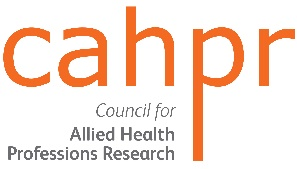 cahpr
Council for
Allied Health
Professions Research